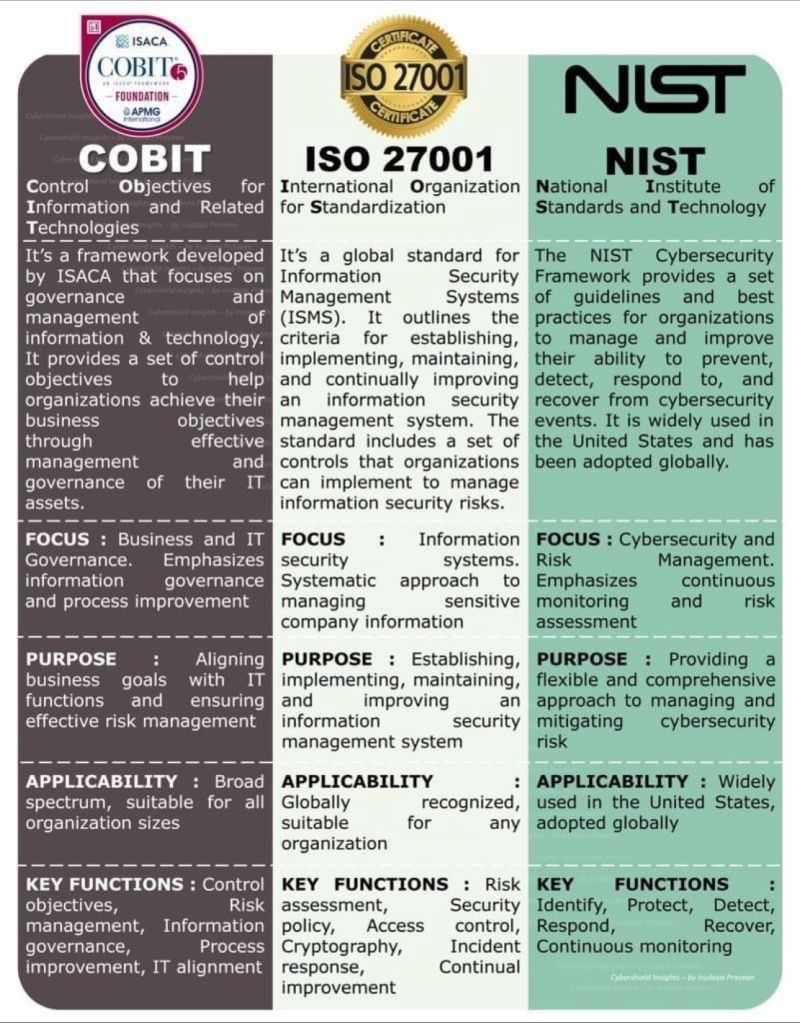 ISACA
COBIT 5
AN ISACA® FRAMEWORK
FOUNDATION
APMG
International
COBIT
Control Objectives for
Information and Related
Technologies
It’s a framework developed
by ISACA that focuses on
governance and
management of
information & technology.
It provides a set of control
objectives to help
organizations achieve their
business objectives
through effective
management and
governance of their IT
assets.
FOCUS : Business and IT
Governance. Emphasizes
information governance
and process improvement
PURPOSE : Aligning
business goals with IT
functions and ensuring
effective risk management
APPLICABILITY : Broad
spectrum, suitable for all
organization sizes
KEY FUNCTIONS : Control
objectives, Risk
management, Information
governance, Process
improvement, IT alignment
CERTIFICATE
ISO 27001
CERTIFICATE
ISO 27001
International Organization
for Standardization
It’s a global standard for
Information Security
Management Systems
(ISMS). It outlines the
criteria for establishing,
implementing, maintaining,
and continually improving
an information security
management system. The
standard includes a set of
controls that organizations
can implement to manage
information security risks.
FOCUS : Information
security systems.
Systematic approach to
managing sensitive
company information
PURPOSE : Establishing,
implementing, maintaining,
and improving an
information security
management system
APPLICABILITY :
Globally recognized,
suitable for any
organization
KEY FUNCTIONS : Risk
assessment, Security
policy, Access control,
Cryptography, Incident
response, Continual
improvement
NIST
NIST
National Institute of
Standards and Technology
The NIST Cybersecurity
Framework provides a set
of guidelines and best
practices for organizations
to manage and improve
their ability to prevent,
detect, respond to, and
recover from cybersecurity
events. It is widely used in
the United States and has
been adopted globally.
FOCUS : Cybersecurity and
Risk Management.
Emphasizes continuous
monitoring and risk
assessment
PURPOSE : Providing a
flexible and comprehensive
approach to managing and
mitigating cybersecurity
risk
APPLICABILITY : Widely
used in the United States,
adopted globally
KEY FUNCTIONS :
Identify, Protect, Detect,
Respond, Recover,
Continuous monitoring
Cybershield Insights – by Irudaya Praveen